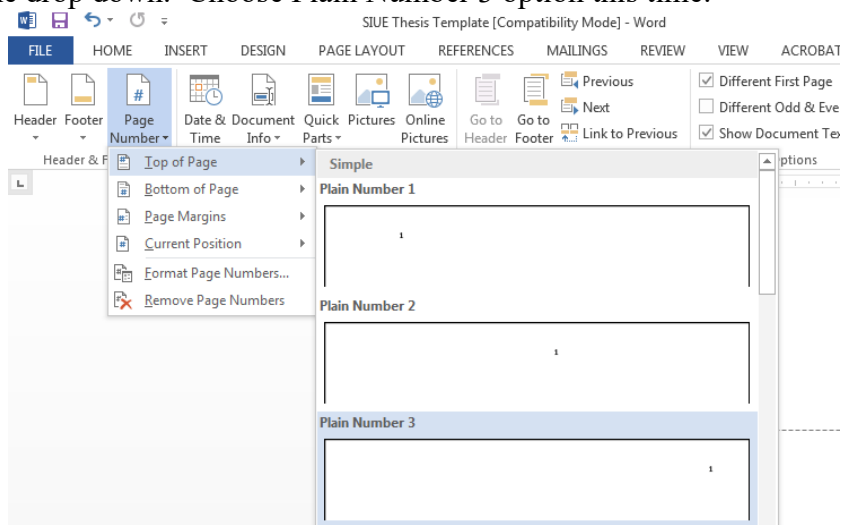 e drop down. Choose Plain Number 3 option this time.
SIUE Thesis Template [Compatibility Mode] - Word
FILE HOME INSERT DESIGN PAGE LAYOUT REFERENCES MAILINGS REVIEW VIEW ACROBAT
Header Footer Page Number Date & Time Document Info Quick Parts Pictures Online Pictures Go to Header Go to Footer Previous Next Link to Previous
Different First Page
Different Odd & Eve
Show Document Tex
Header & F ptions
Top of Page
Bottom of Page
Page Margins
Current Position
Format Page Numbers...
Remove Page Numbers
Simple
Plain Number 1
1
Plain Number 2
1
Plain Number 3
1